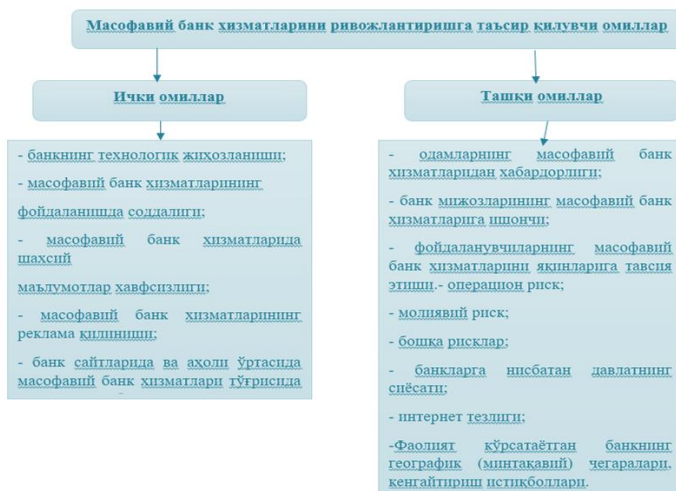 Масофавий банк хизматларини ривожлантиришга таъсир қилувчи омиллар
Ички омиллар
- банкнинг технологик жиҳозланиши;
- масофавий банк хизматларининг
фойдаланишда соддалиги;
- масофавий банк хизматларида
шахсий
маълумотлар хавфсизлиги;
- масофавий банк хизматларининг
реклама қилиниши;
- банк сайтларида ва аҳоли ўртасида
масофавий банк хизматлари тўғрисида
Ташқи омиллар
- одамларнинг масофавий банк
хизматларидан хабардорлиги;
- банк мижозларининг масофавий банк
хизматларига ишончи;
- фойдаланувчиларнинг масофавий
банк хизматларини яқинларига тавсия
этиши.- операцион риск;
- молиявий риск;
- бошқа рисклар;
- банкларга нисбатан давлатнинг
сиёсати;
- интернет тезлиги;
-Фаолият кўрсатаётган банкнинг
географик (минтақавий) чегаралари,
кенгайтириш истиқболлари.